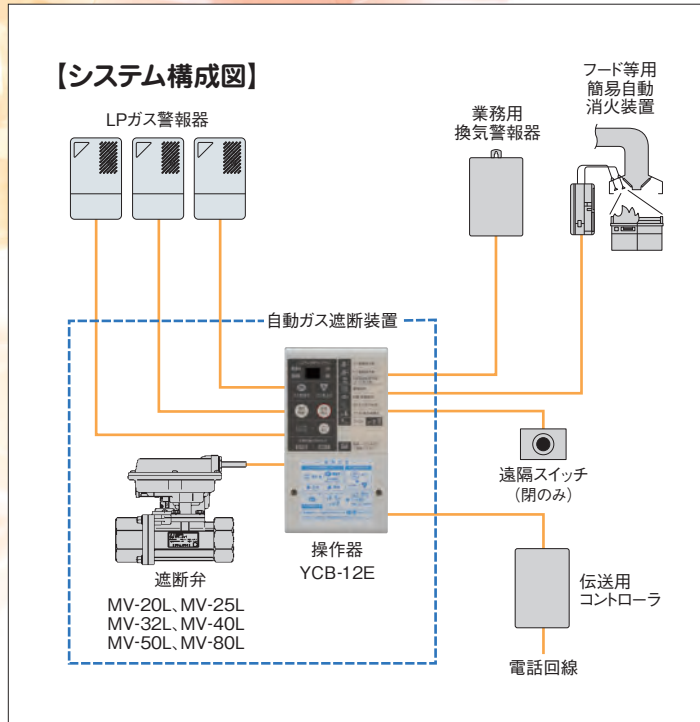 【システム構成図】
LPガス警報器
業務用
換気警報器
フード等用
簡易自動
消火装置
自動ガス遮断装置
遮断弁
MV-20L、MV-25L
MV-32L、MV-40L
MV-50L、MV-80L
操作器
YCB-12E
遠隔スイッチ
(閉のみ)
伝送用
コントローラ
電話回線